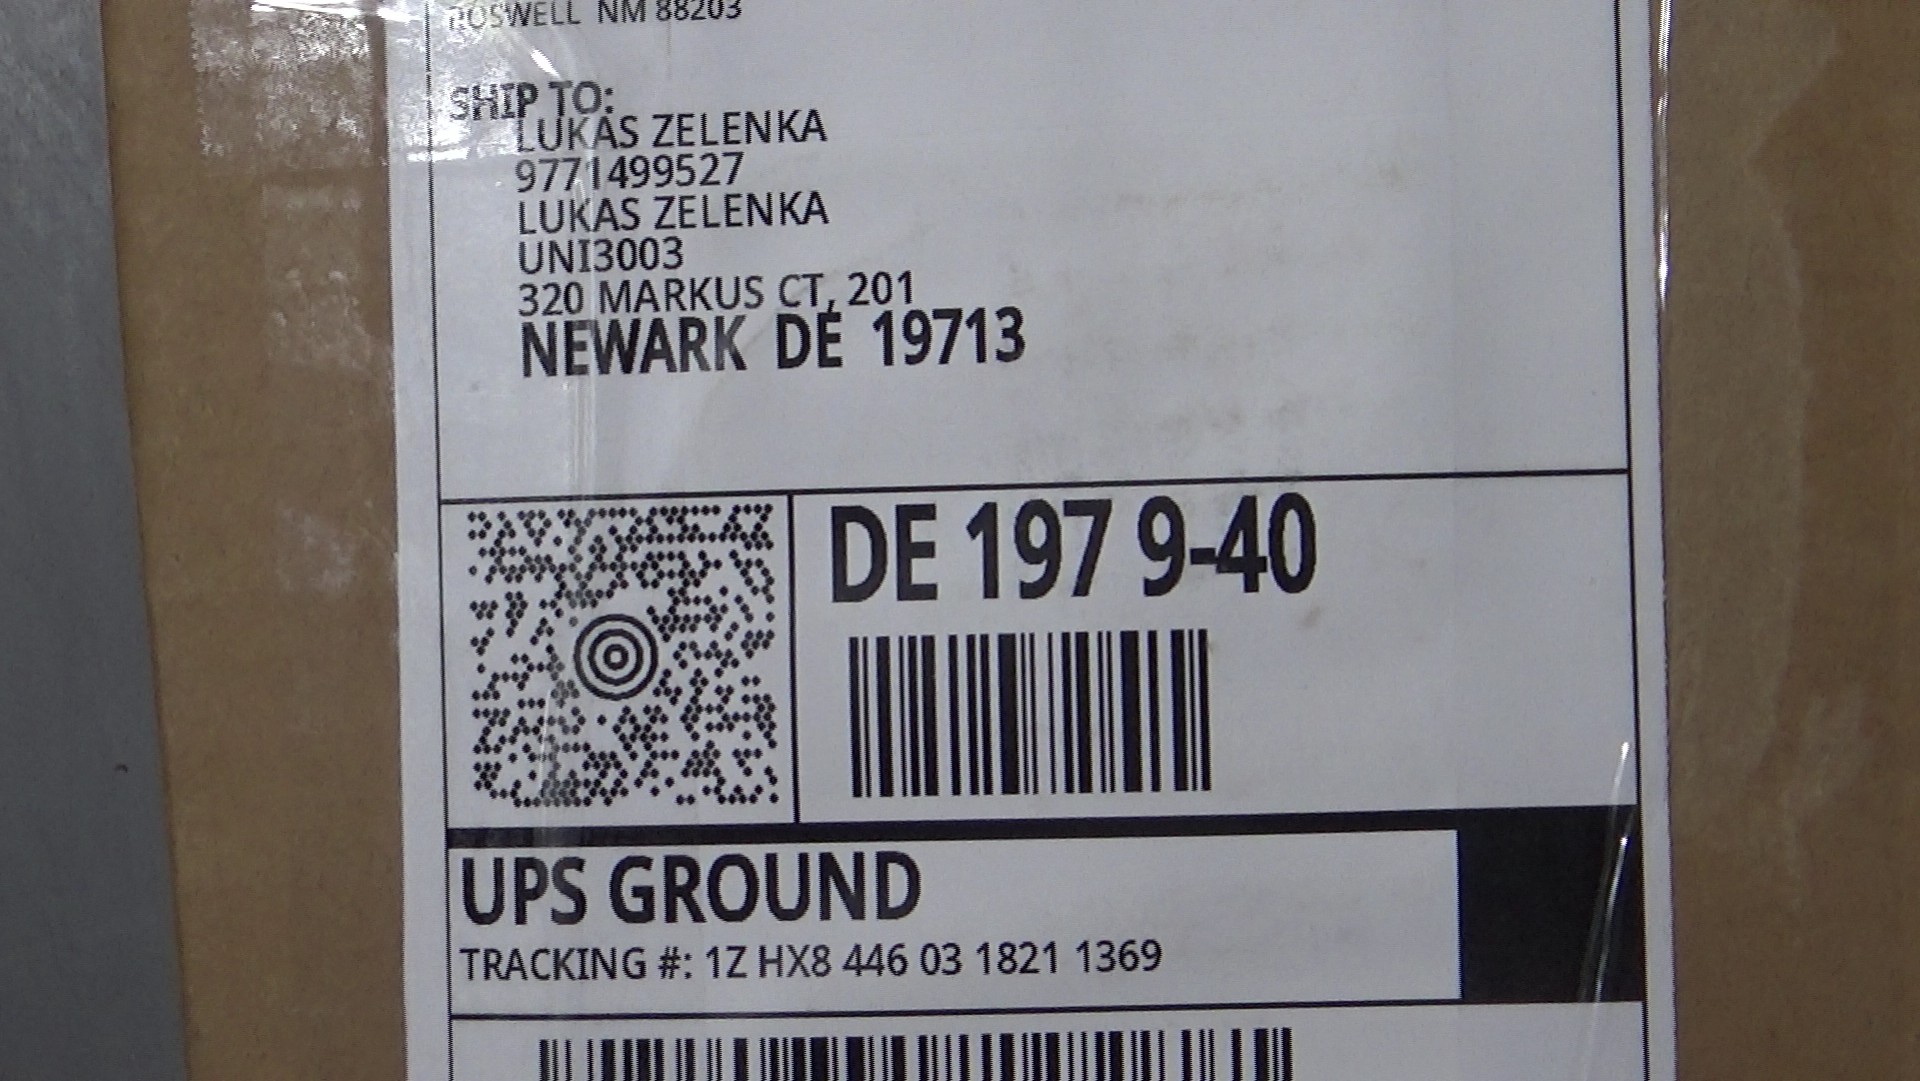 ROSWELL NM 88203
SHIP TO:
LUKAS ZELENKA
9771499527
LUKAS ZELENKA
UNI3003
320 MARKUS CT, 201
NEWARK DE 19713
DE 197 9-40
UPS GROUND
TRACKING #: 1Z HX8 446 03 1821 1369